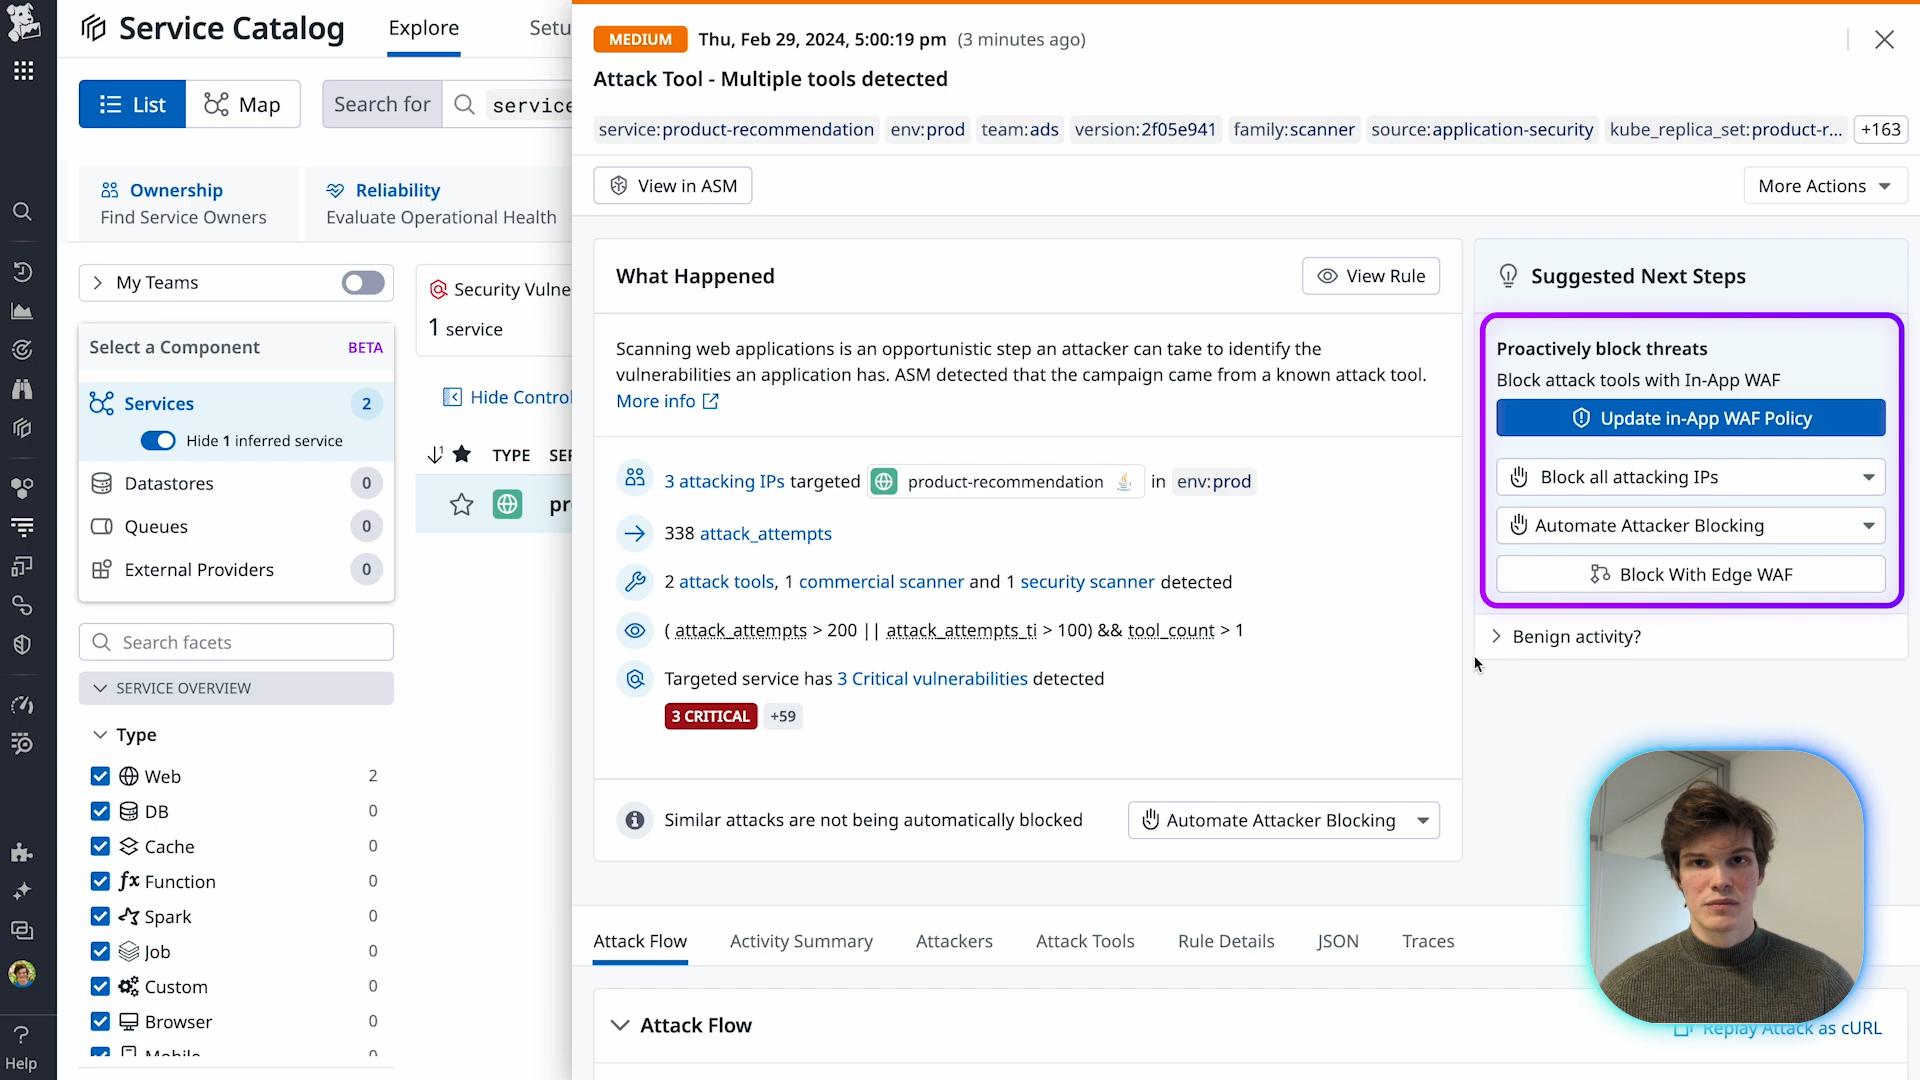 Service Catalog
Explore
Setu
List
Map
Search for
service
Ownership
Find Service Owners
Reliability
Evaluate Operational Health
My Teams
Select a Component
BETA
Services
2
Hide 1 inferred service
Datastores
0
Queues
0
External Providers
0
Search facets
SERVICE OVERVIEW
Type
Web
2
DB
0
Cache
0
Function
0
Spark
0
Job
0
Custom
0
Browser
0
Mobile
0
Help
Security Vulne
1 service
Hide Control
TYPE
SER
pr
MEDIUM
Thu, Feb 29, 2024, 5:00:19 pm (3 minutes ago)
Attack Tool - Multiple tools detected
service:product-recommendation
env:prod
team:ads
version:2f05e941
family:scanner
source:application-security
kube_replica_set:product-r...
+163
View in ASM
More Actions
What Happened
View Rule
Scanning web applications is an opportunistic step an attacker can take to identify the
vulnerabilities an application has. ASM detected that the campaign came from a known attack tool.
More info
3 attacking IPs targeted product-recommendation in env:prod
338 attack_attempts
2 attack tools, 1 commercial scanner and 1 security scanner detected
( attack_attempts > 200 || attack_attempts_ti > 100) && tool_count > 1
Targeted service has 3 Critical vulnerabilities detected
3 CRITICAL
+59
Similar attacks are not being automatically blocked
Automate Attacker Blocking
Suggested Next Steps
Proactively block threats
Block attack tools with In-App WAF
Update in-App WAF Policy
Block all attacking IPs
Automate Attacker Blocking
Block With Edge WAF
Benign activity?
Attack Flow
Activity Summary
Attackers
Attack Tools
Rule Details
JSON
Traces
Attack Flow
Replay Attack as cURL